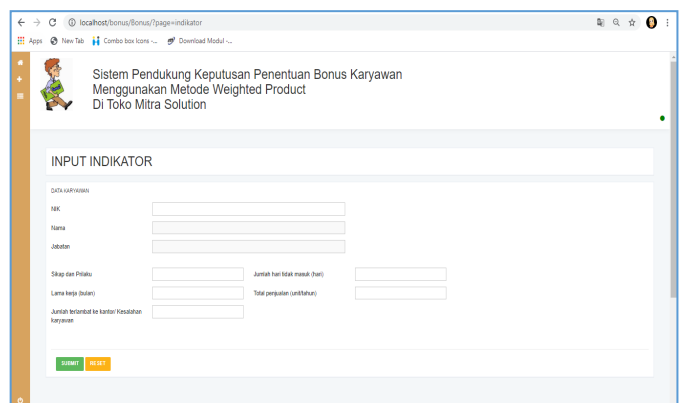 localhost/bonus/Bonus/?page=indikator
Apps New Tab Combo box Icons -... Download Modul -...
Sistem Pendukung Keputusan Penentuan Bonus Karyawan
Menggunakan Metode Weighted Product
Di Toko Mitra Solution
INPUT INDIKATOR
DATA KARYAWAN
NIK
Nama
Jabatan
Sikap dan Prilaku Jumlah hari tidak masuk (hari)
Lama kerja (bulan) Total penjualan (unit/tahun)
Jumlah terlambat ke kantor/ Kesalahan
karyawan
SUBMIT RESET